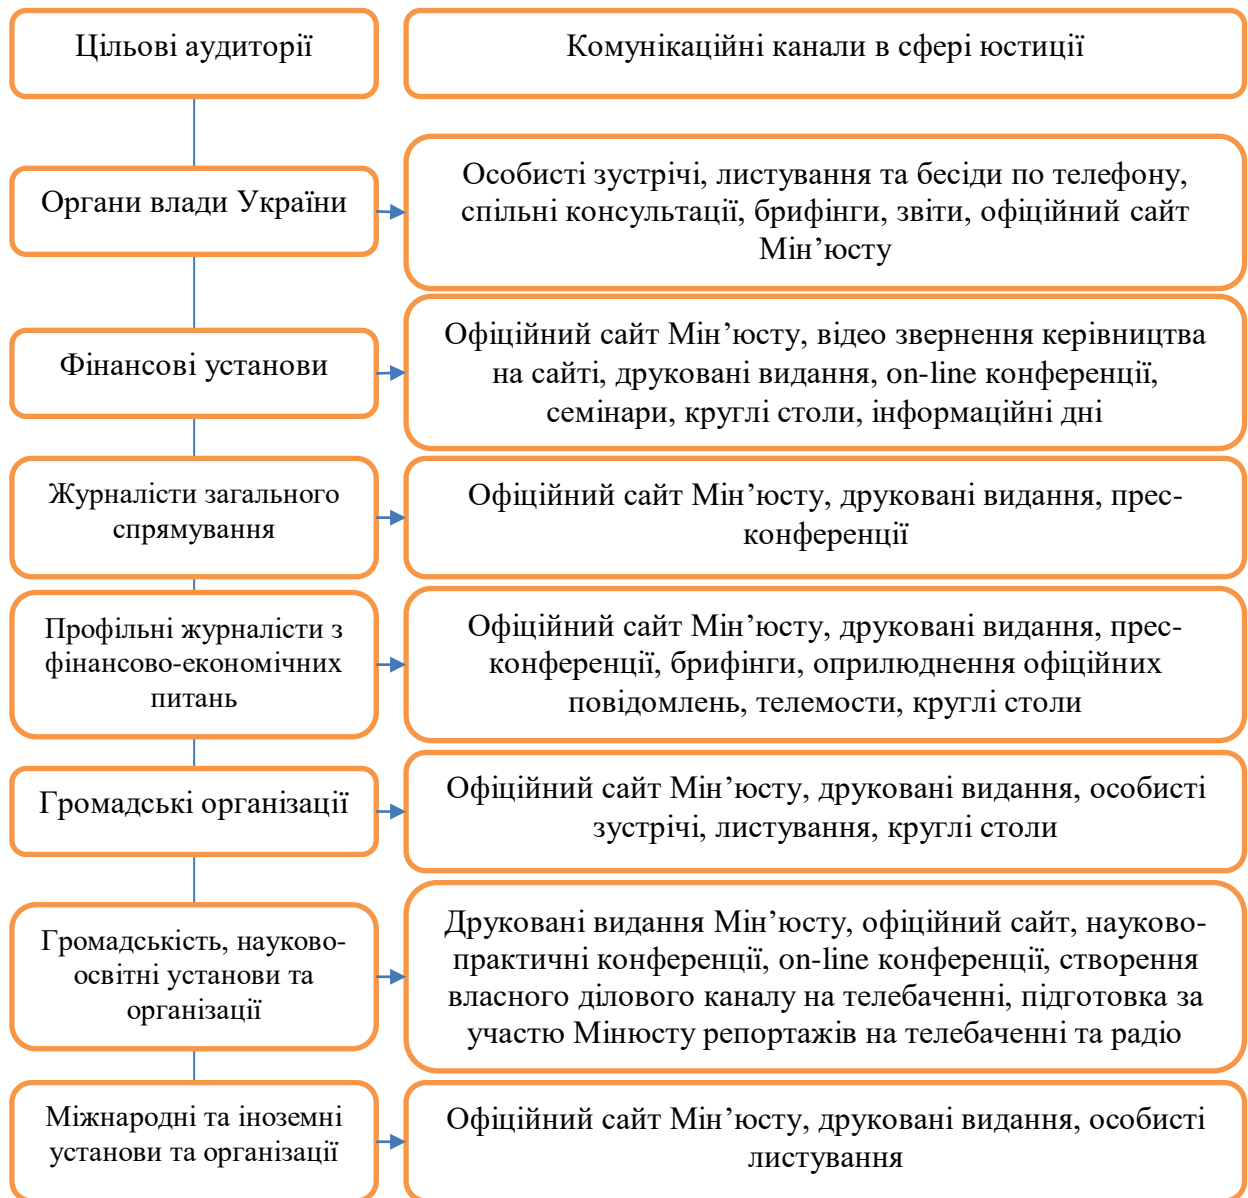 Цільові аудиторії
Комунікаційні канали в сфері юстиції
Органи влади України
Особисті зустрічі, листування та бесіди по телефону,
спільні консультації, брифінги, звіти, офіційний сайт
Мін’юсту
Фінансові установи
Офіційний сайт Мін’юсту, відео звернення керівництва
на сайті, друковані видання, on-line конференції,
семінари, круглі столи, інформаційні дні
Журналісти загального
спрямування
Офіційний сайт Мін’юсту, друковані видання, прес-
конференції
Профільні журналісти з
фінансово-економічних
питань
Офіційний сайт Мін’юсту, друковані видання, прес-
конференції, брифінги, оприлюднення офіційних
повідомлень, телемости, круглі столи
Громадські організації
Офіційний сайт Мін’юсту, друковані видання, особисті
зустрічі, листування, круглі столи
Громадськість, науково-
освітні установи та
організації
Друковані видання Мін’юсту, офіційний сайт, науково-
практичні конференції, on-line конференції, створення
власного ділового каналу на телебаченні, підготовка за
участю Мінюсту репортажів на телебаченні та радіо
Міжнародні та іноземні
установи та організації
Офіційний сайт Мін’юсту, друковані видання, особисті
листування